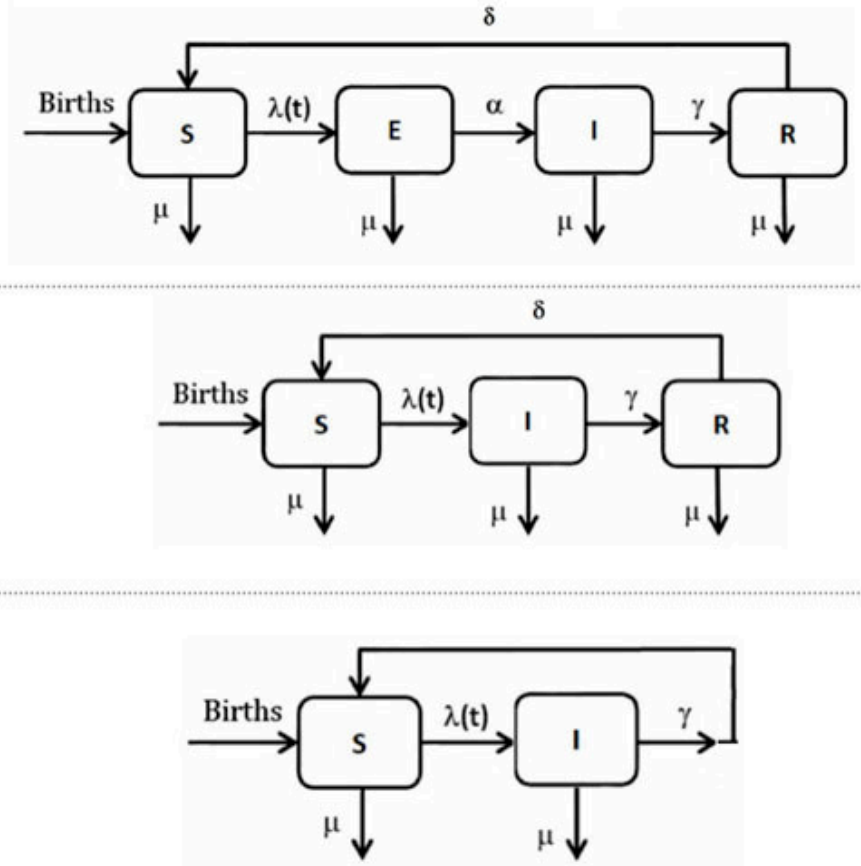 δ
Births S λ(t) E α I γ R
μ μ μ μ
δ
Births S λ(t) I γ R
μ μ μ
Births S λ(t) I γ
μ μ